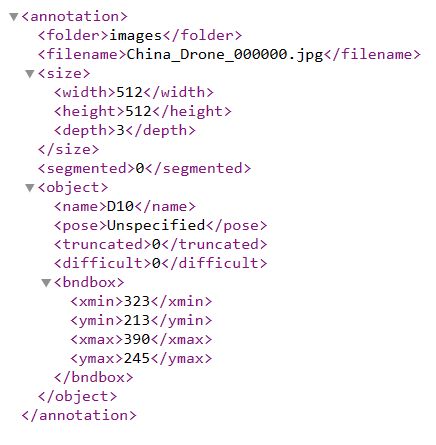 <annotation>
<folder>images</folder>
<filename>China_Drone_000000.jpg</filename>
<size>
<width>512</width>
<height>512</height>
<depth>3</depth>
</size>
<segmented>0</segmented>
<object>
<name>D10</name>
<pose>Unspecified</pose>
<truncated>0</truncated>
<difficult>0</difficult>
<bndbox>
<xmin>323</xmin>
<ymin>213</ymin>
<xmax>390</xmax>
<ymax>245</ymax>
</bndbox>
</object>
</annotation>